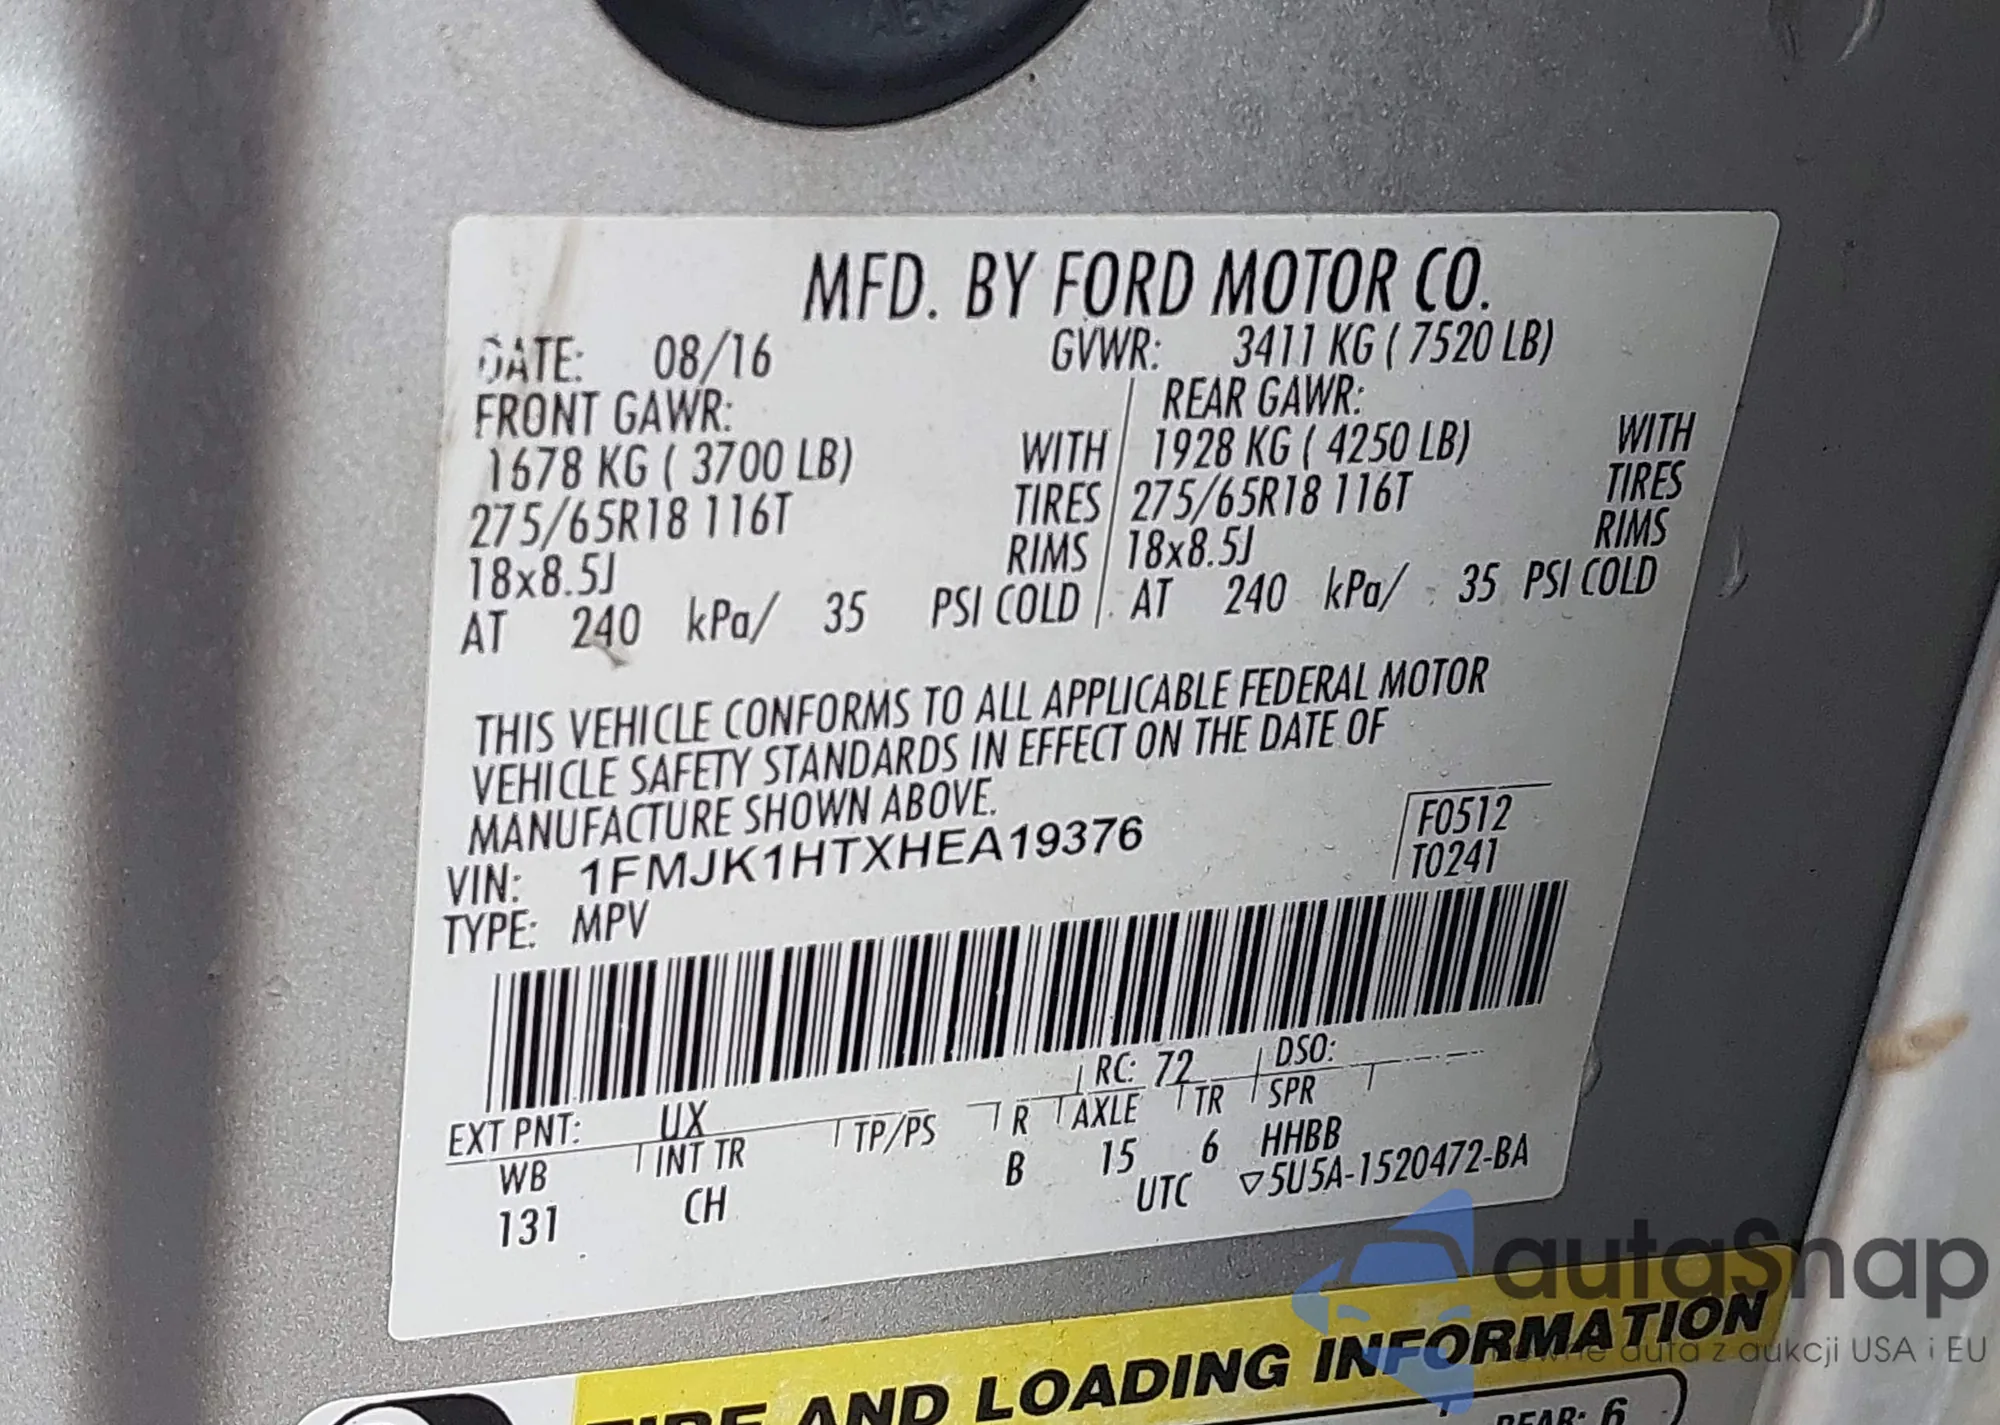 MFD. BY FORD MOTOR CO.
DATE: 08/16 GVWR: 3411 KG ( 7520 LB)
FRONT GAWR: REAR GAWR:
1678 KG ( 3700 LB) WITH 1928 KG ( 4250 LB) WITH
275/65R18 116T TIRES 275/65R18 116T TIRES
18x8.5J RIMS 18x8.5J RIMS
AT 240 kPa/ 35 PSI COLD AT 240 kPa/ 35 PSI COLD
THIS VEHICLE CONFORMS TO ALL APPLICABLE FEDERAL MOTOR
VEHICLE SAFETY STANDARDS IN EFFECT ON THE DATE OF
MANUFACTURE SHOWN ABOVE.
F0512
VIN: 1FMJK1HTXHEA19376
T0241
TYPE: MPV
EXT PNT: UX RC: 72 DSO:
WB INT TR TP/PS R AXLE TR SPR
131 CH B 15 6 HHBB
UTC ▽5U5A-1520472-BA
autaSnap
auta z aukcji USA i EU
TIRE AND LOADING INFORMATION
REAR: 6